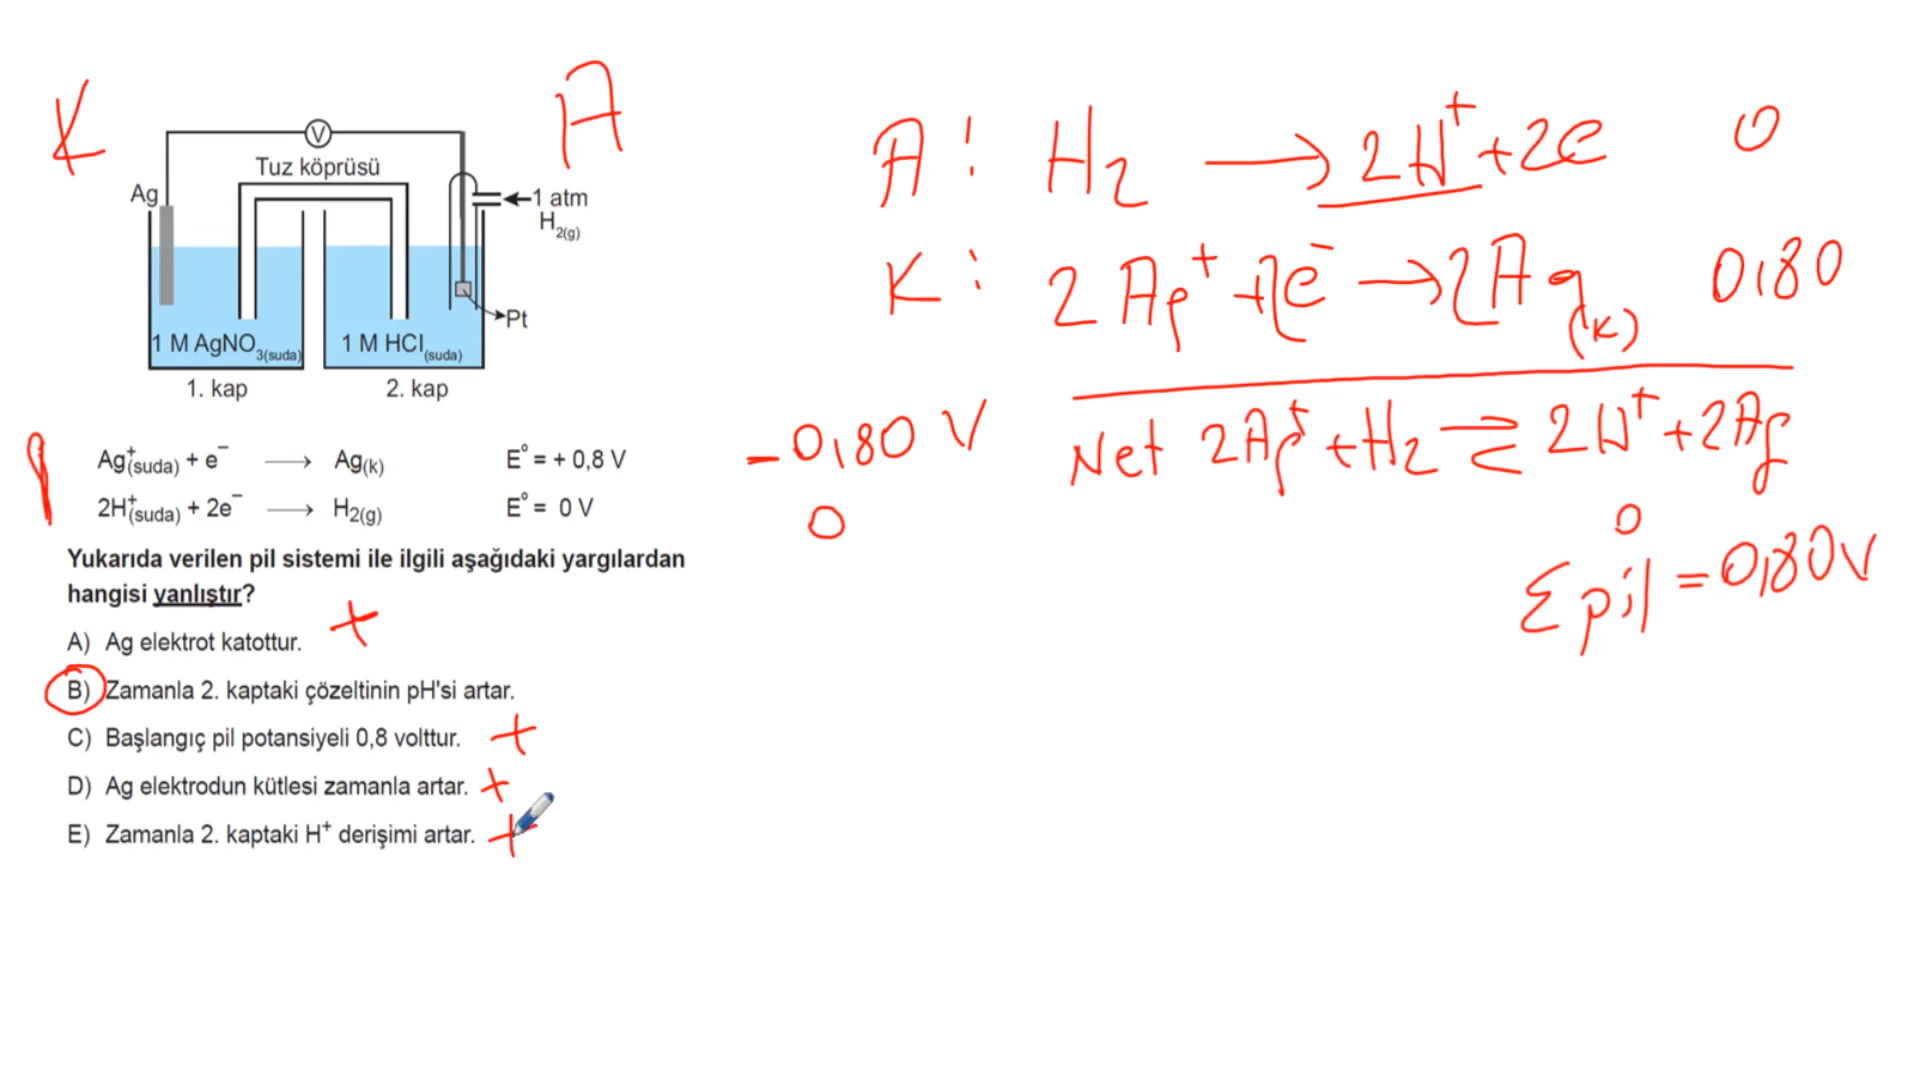 K
A
V
Tuz köprüsü
Ag
1 atm
H2(g)
Pt
1 M AgNO3(suda)
1 M HCl(suda)
1. kap
2. kap
Ag+(suda) + e− ⟶ Ag(k) E° = + 0,8 V
2H+(suda) + 2e− ⟶ H2(g) E° = 0 V
Yukarıda verilen pil sistemi ile ilgili aşağıdaki yargılardan
hangisi yanlıştır?
A) Ag elektrot katottur. +
B) Zamanla 2. kaptaki çözeltinin pH'si artar.
C) Başlangıç pil potansiyeli 0,8 volttur. +
D) Ag elektrodun kütlesi zamanla artar. +
E) Zamanla 2. kaptaki H+ derişimi artar. +
A: H2 → 2H+ + 2e 0
K: 2Ag+ + 2e− → 2Ag(k) 0,80
−0,80 V
0
Net 2Ag+ + H2 ⇌ 2H+ + 2Ag
E°pil = 0,80V